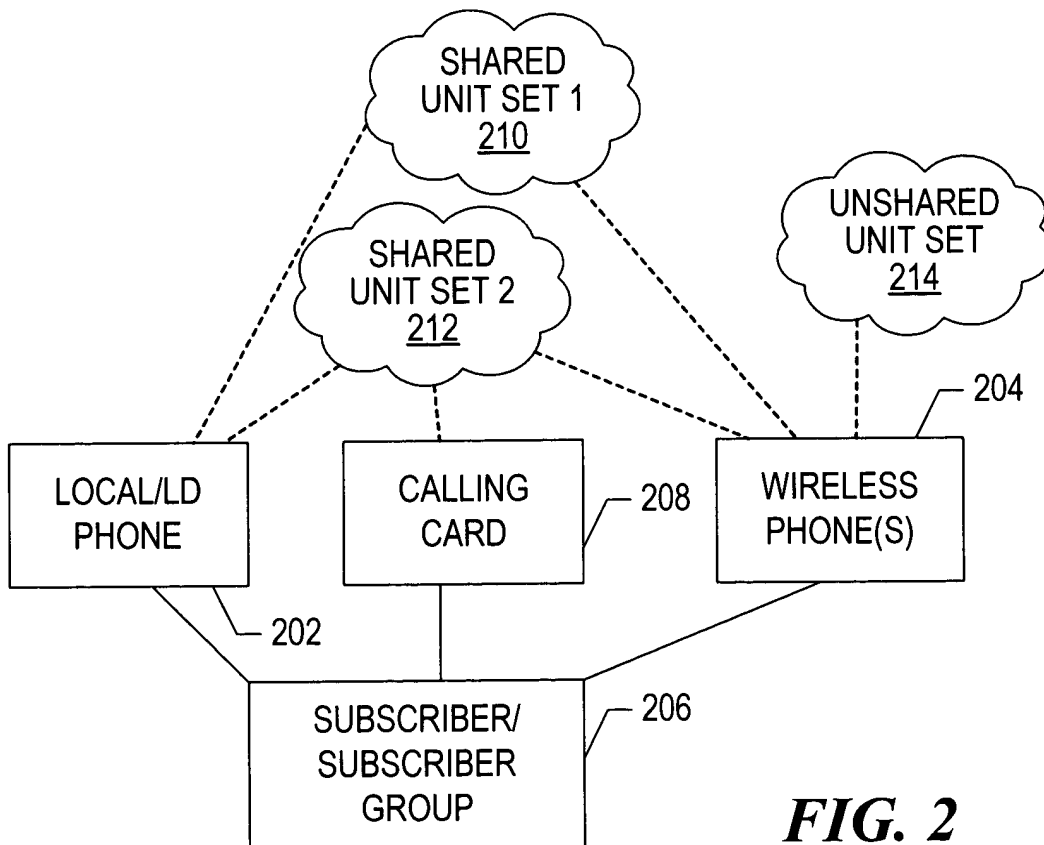 SHARED
UNIT SET 1
210
UNSHARED
UNIT SET
214
SHARED
UNIT SET 2
212
204
LOCAL/LD
PHONE
CALLING
CARD
208
WIRELESS
PHONE(S)
202
SUBSCRIBER/
SUBSCRIBER
GROUP
206
FIG. 2